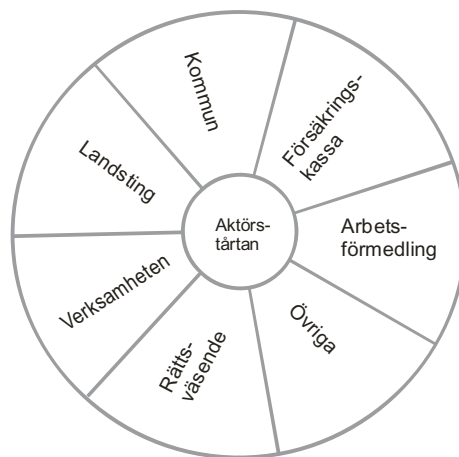 Kommun
Försäkrings-
kassa
Arbets-
förmedling
Övriga
Rätts-
väsende
Verksamheten
Landsting
Aktörs-
tårtan